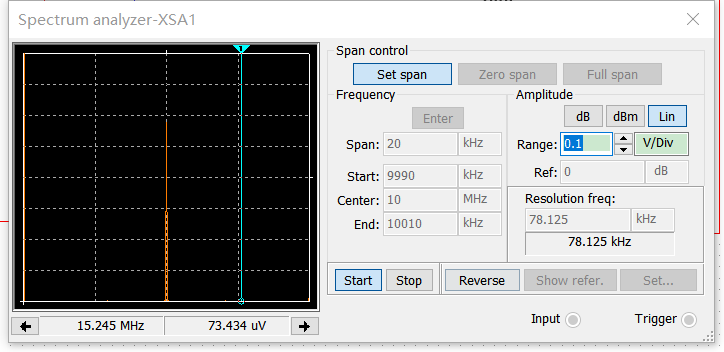 Spectrum analyzer-XSA1
1
Span control
Set span
Zero span
Full span
Frequency
Enter
Span: 20 kHz
Start: 9990 kHz
Center: 10 MHz
End: 10010 kHz
Amplitude
dB dBm Lin
Range: 0.1 V/Div
Ref: 0 dB
Resolution freq:
78.125 kHz
78.125 kHz
Start Stop Reverse Show refer. Set...
15.245 MHz 73.434 uV
Input Trigger